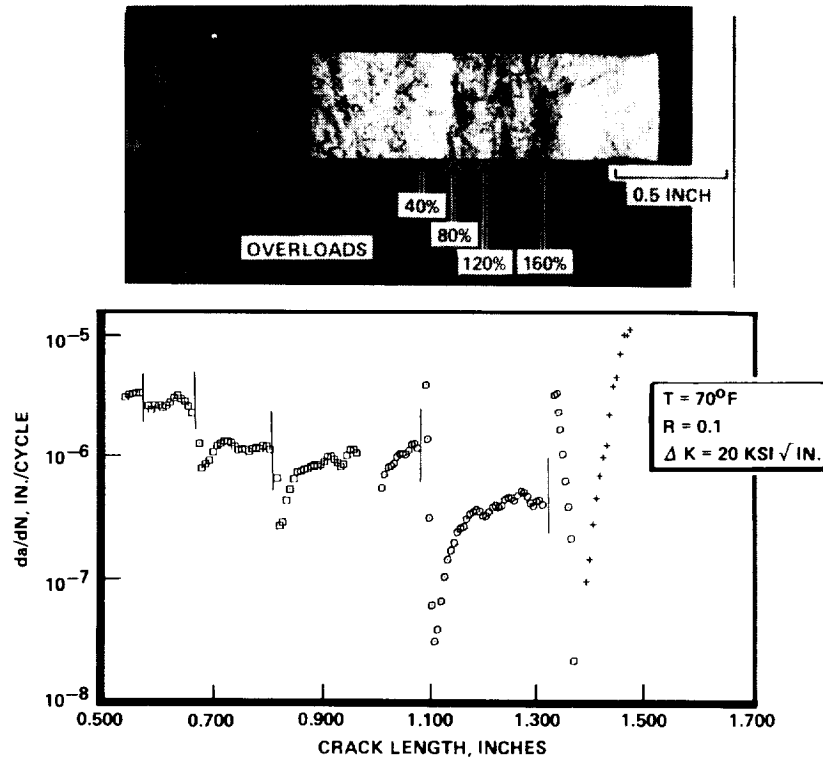 40%
80%
120%
160%
OVERLOADS
0.5 INCH
da/dN, IN./CYCLE
10−5
10−6
10−7
10−8
T = 70°F
R = 0.1
Δ K = 20 KSI √ IN.
0.500
0.700
0.900
1.100
1.300
1.500
1.700
CRACK LENGTH, INCHES